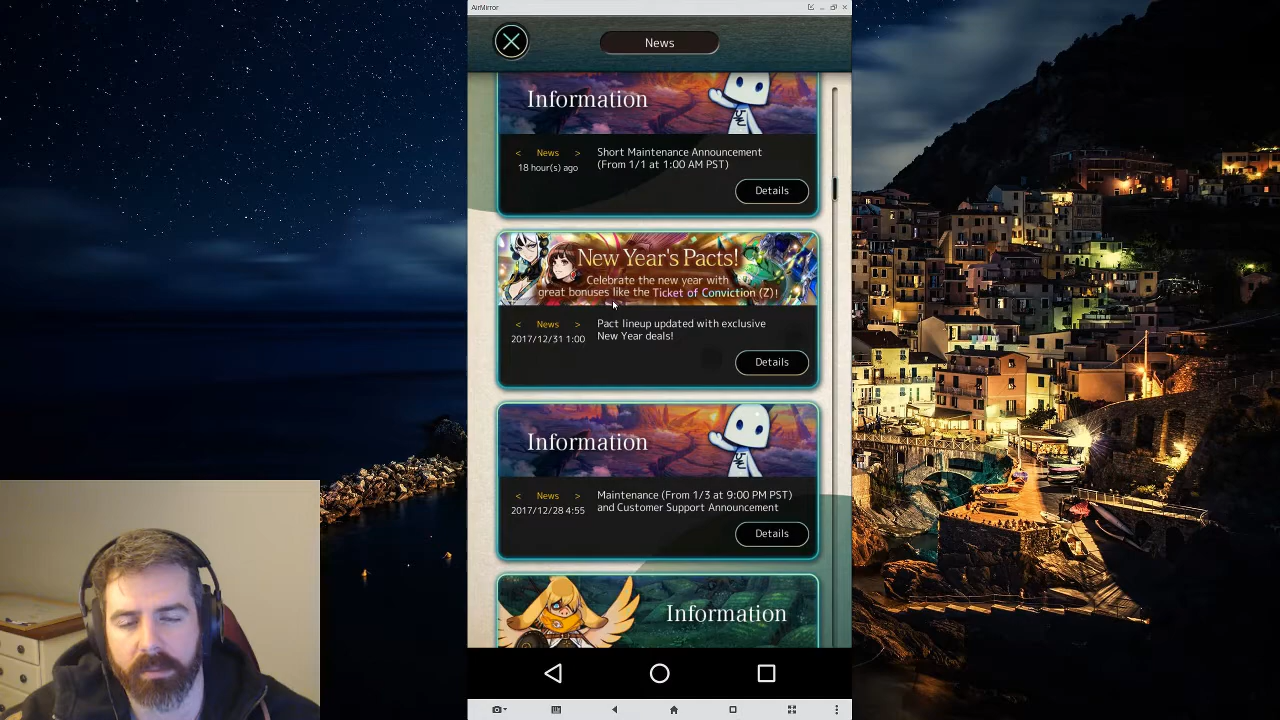 AirMirror
News
Information
< News >
18 hour(s) ago
Short Maintenance Announcement
(From 1/1 at 1:00 AM PST)
Details
New Year's Pacts!
Celebrate the new year with
great bonuses like the Ticket of Conviction (Z)!
< News >
2017/12/31 1:00
Pact lineup updated with exclusive
New Year deals!
Details
Information
< News >
2017/12/28 4:55
Maintenance (From 1/3 at 9:00 PM PST)
and Customer Support Announcement
Details
Information